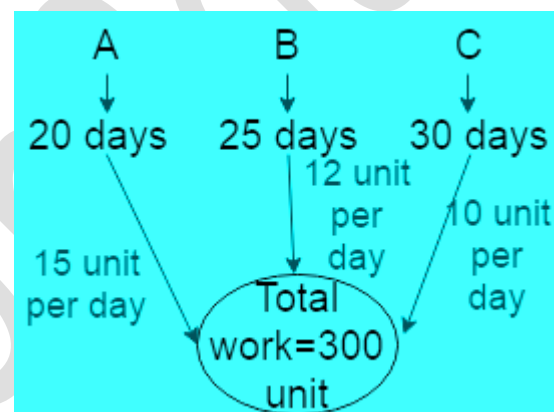 A B C
20 days 25 days 30 days
12 unit
per
day
10 unit
per
day
15 unit
per day
Total
work=300
unit